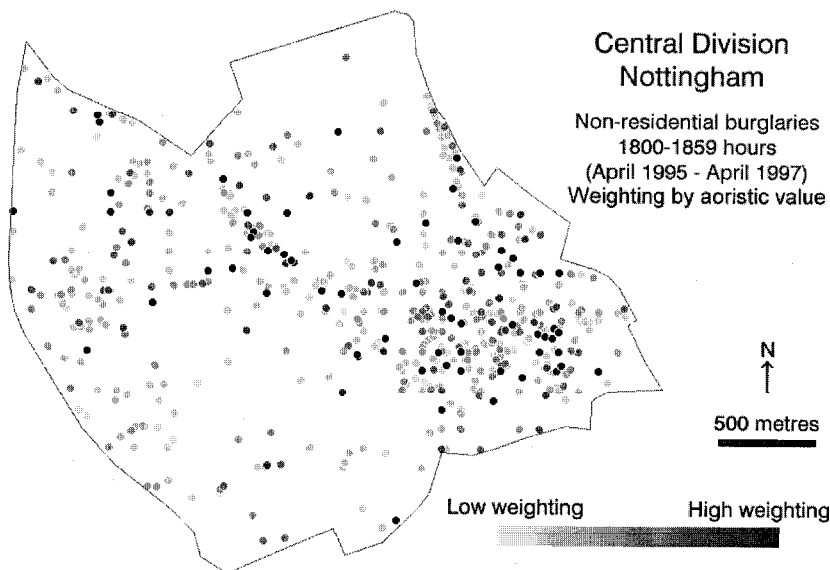 Central Division
Nottingham
Non-residential burglaries
1800-1859 hours
(April 1995 - April 1997)
Weighting by aoristic value
N
500 metres
Low weighting
High weighting